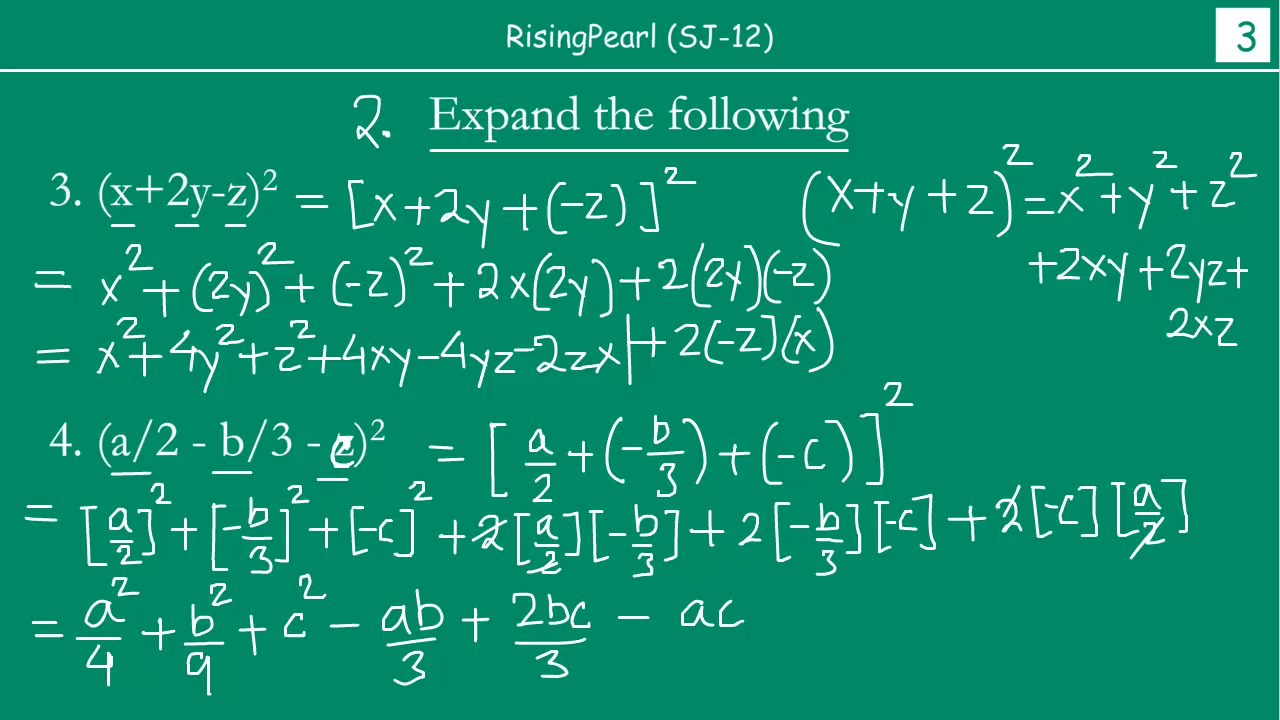 RisingPearl (SJ-12)
3
2. Expand the following
3. (x+2y-z)² = [x+2y+(-z)]²
(x+y+z)² = x²+y²+z²
+2xy+2yz+
2xz
= x²+(2y)²+(-z)²+2x(2y)+2(2y)(-z)
= x²+4y²+z²+4xy-4yz-2zx | +2(-z)(x)
4. (a/2 - b/3 - c)² = [a/2+(-b/3)+(-c)]²
= [a/2]²+[-b/3]²+[-c]²+2[a/2][-b/3]+2[-b/3][-c]+2[-c][a/2]
= a²/4+b²/9+c²-ab/3+2bc/3-ac